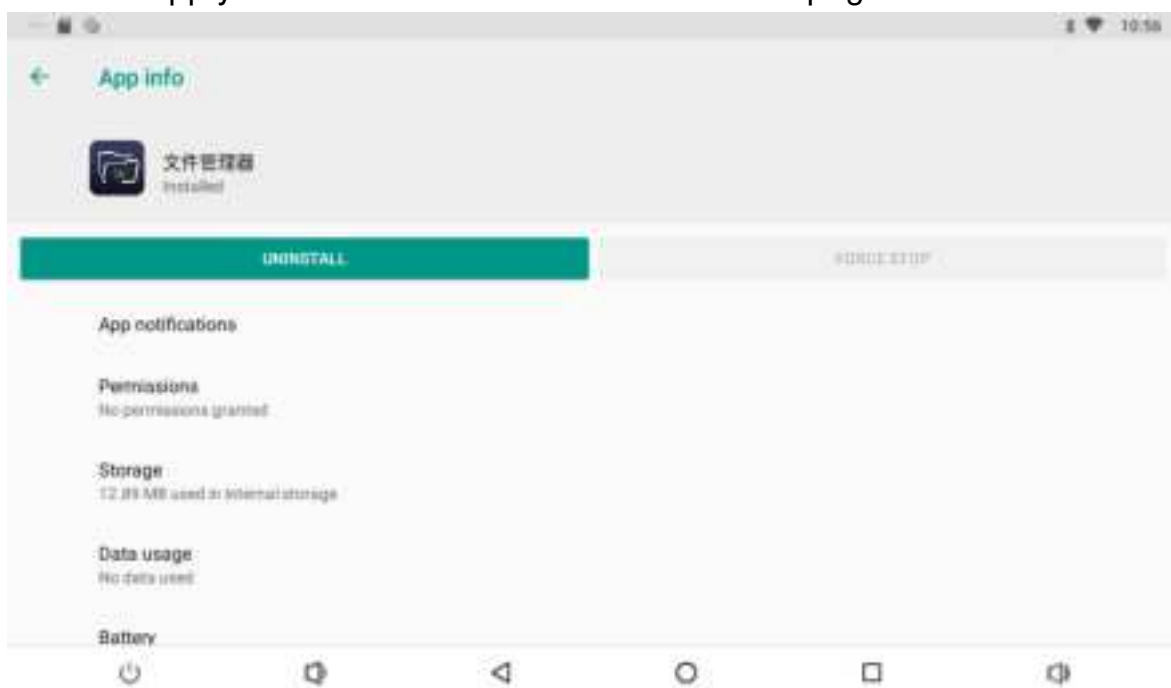 10:56
App info
文件管理器
Installed
UNINSTALL
FORCE STOP
App notifications
Permissions
No permissions granted
Storage
12.89 MB used in internal storage
Data usage
No data used
Battery